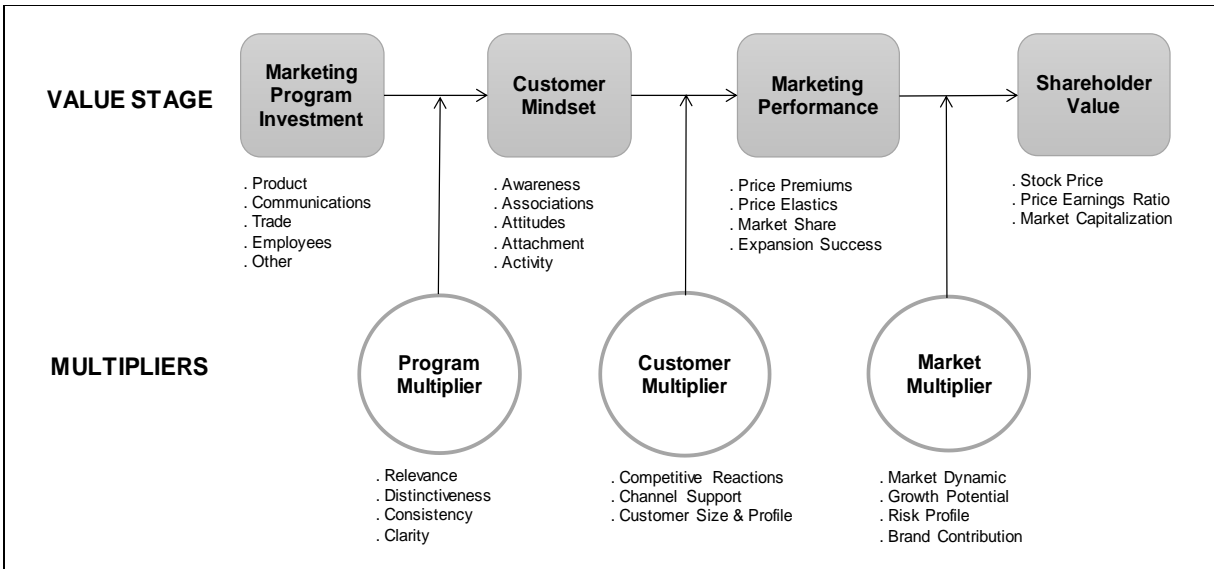 VALUE STAGE
Marketing
Program
Investment
Customer
Mindset
Marketing
Performance
Shareholder
Value
. Product
. Communications
. Trade
. Employees
. Other
. Awareness
. Associations
. Attitudes
. Attachment
. Activity
. Price Premiums
. Price Elastics
. Market Share
. Expansion Success
. Stock Price
. Price Earnings Ratio
. Market Capitalization
MULTIPLIERS
Program
Multiplier
Customer
Multiplier
Market
Multiplier
. Relevance
. Distinctiveness
. Consistency
. Clarity
. Competitive Reactions
. Channel Support
. Customer Size & Profile
. Market Dynamic
. Growth Potential
. Risk Profile
. Brand Contribution